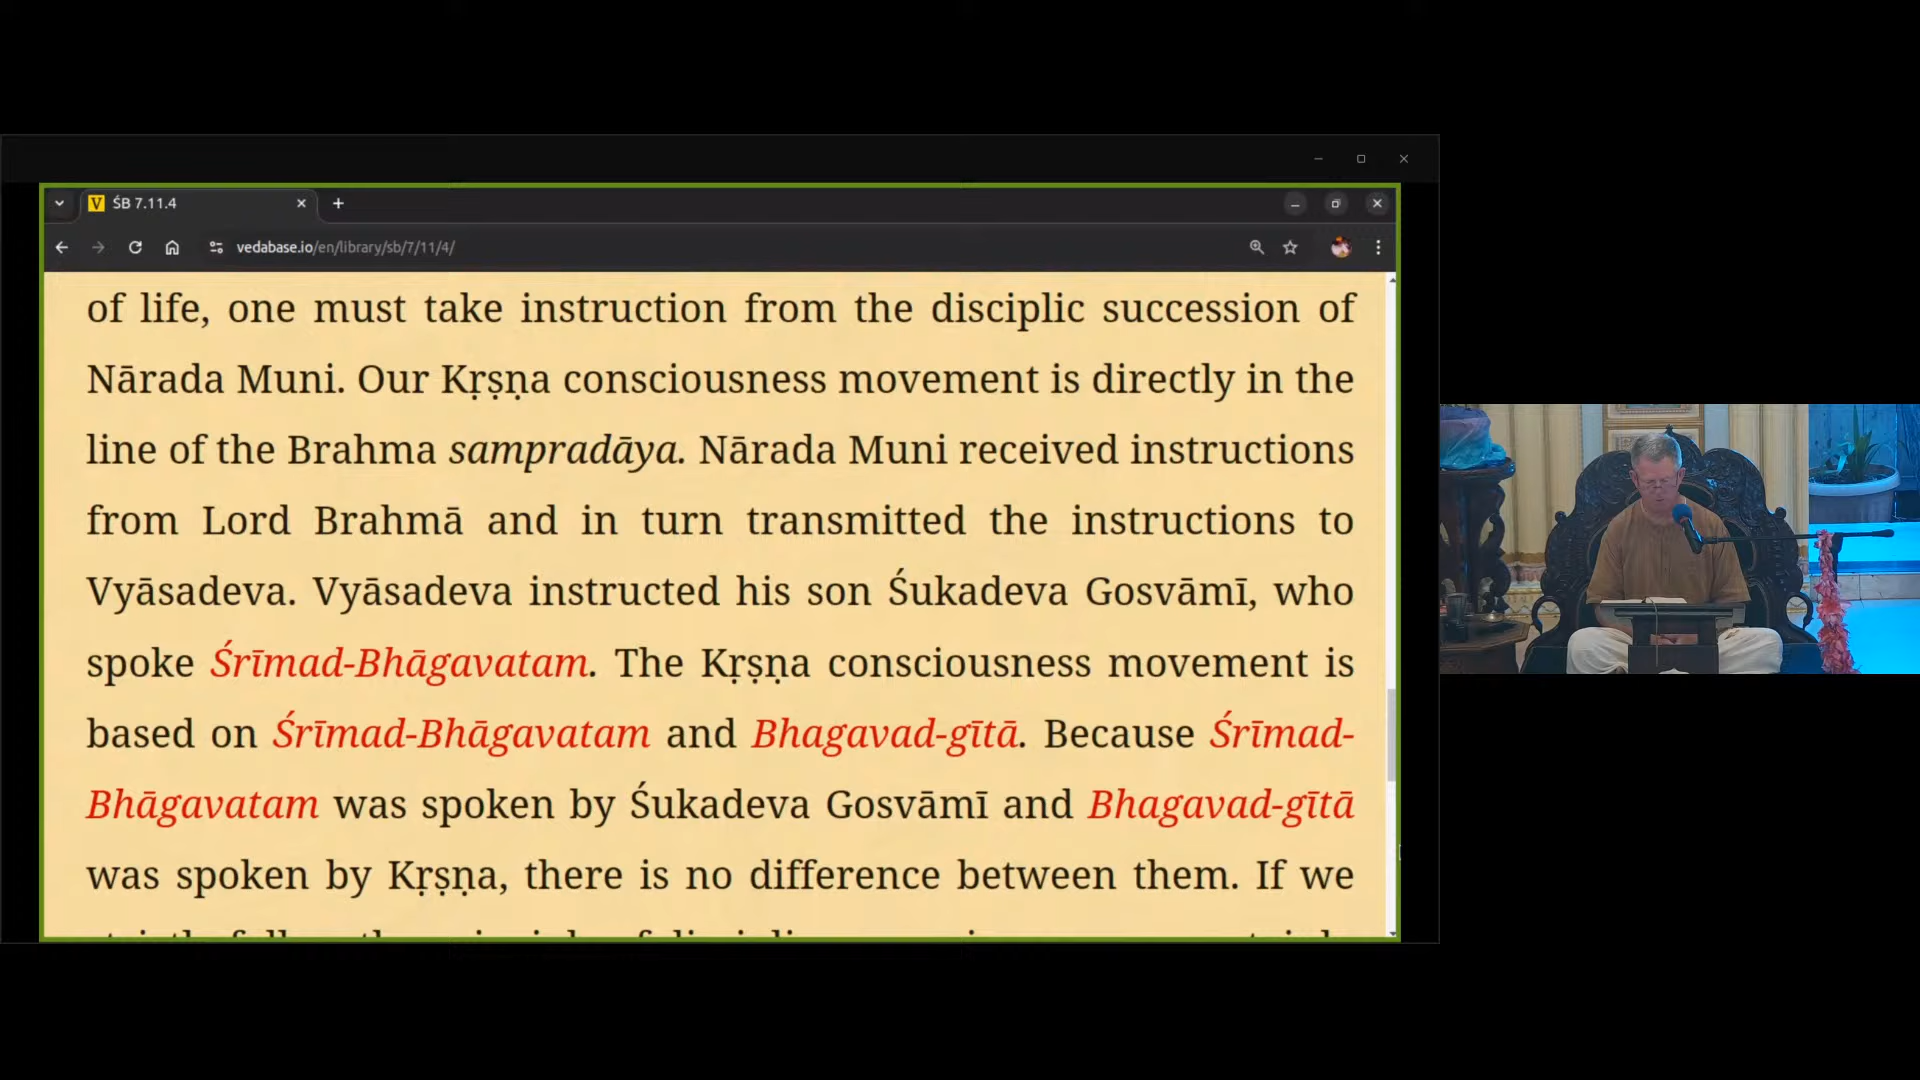 ŚB 7.11.4
vedabase.io/en/library/sb/7/11/4/
of life, one must take instruction from the disciplic succession of
Nārada Muni. Our Kṛṣṇa consciousness movement is directly in the
line of the Brahma sampradāya. Nārada Muni received instructions
from Lord Brahmā and in turn transmitted the instructions to
Vyāsadeva. Vyāsadeva instructed his son Śukadeva Gosvāmī, who
spoke Śrīmad-Bhāgavatam. The Kṛṣṇa consciousness movement is
based on Śrīmad-Bhāgavatam and Bhagavad-gītā. Because Śrīmad-
Bhāgavatam was spoken by Śukadeva Gosvāmī and Bhagavad-gītā
was spoken by Kṛṣṇa, there is no difference between them. If we